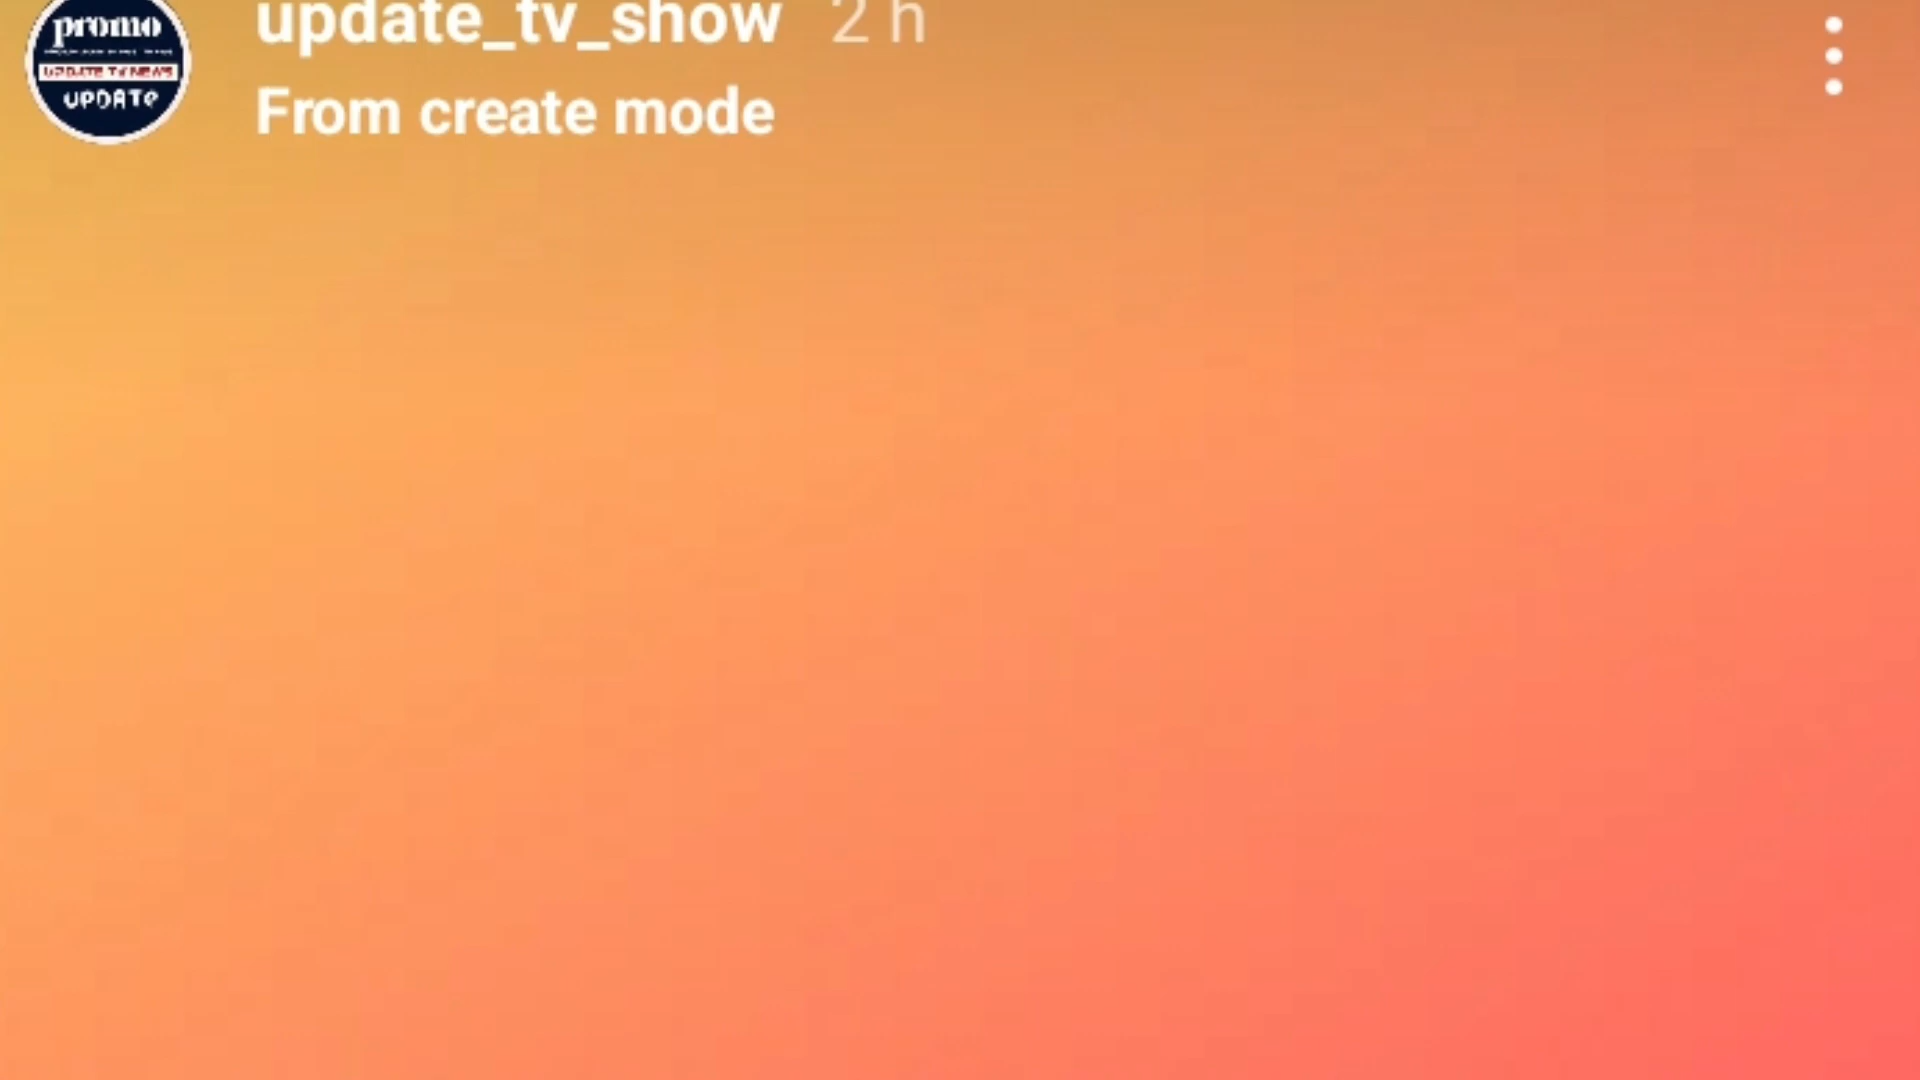 promo
UPDATE TV NEWS
UPDATe
update_tv_show 2 h
From create mode